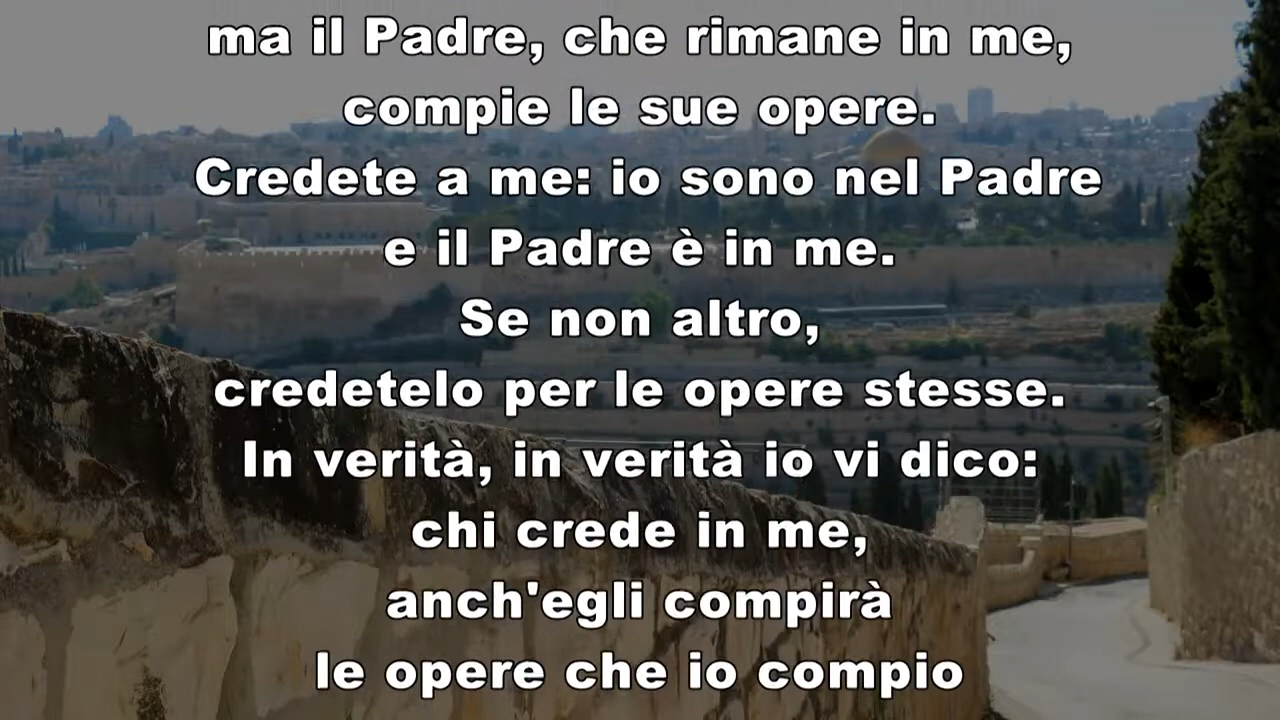 ma il Padre, che rimane in me,
compie le sue opere.
Credete a me: io sono nel Padre
e il Padre è in me.
Se non altro,
credetelo per le opere stesse.
In verità, in verità io vi dico:
chi crede in me,
anch'egli compirà
le opere che io compio